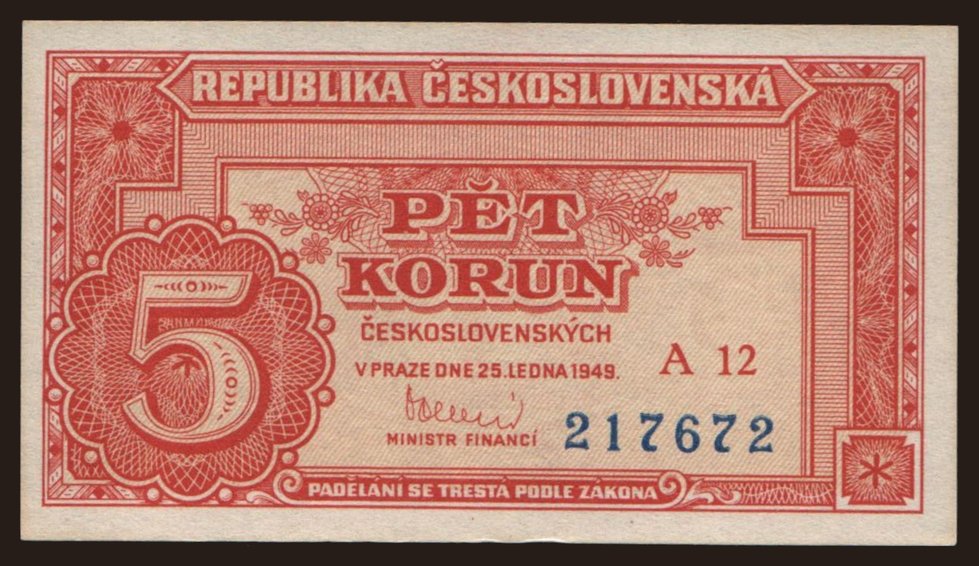 REPUBLIKA ČESKOSLOVENSKÁ
PĚT
KORUN
ČESKOSLOVENSKÝCH
V PRAZE DNE 25. LEDNA 1949.
A 12
5
MINISTR FINANCÍ
217672
PADĚLÁNÍ SE TRESTÁ PODLE ZÁKONA